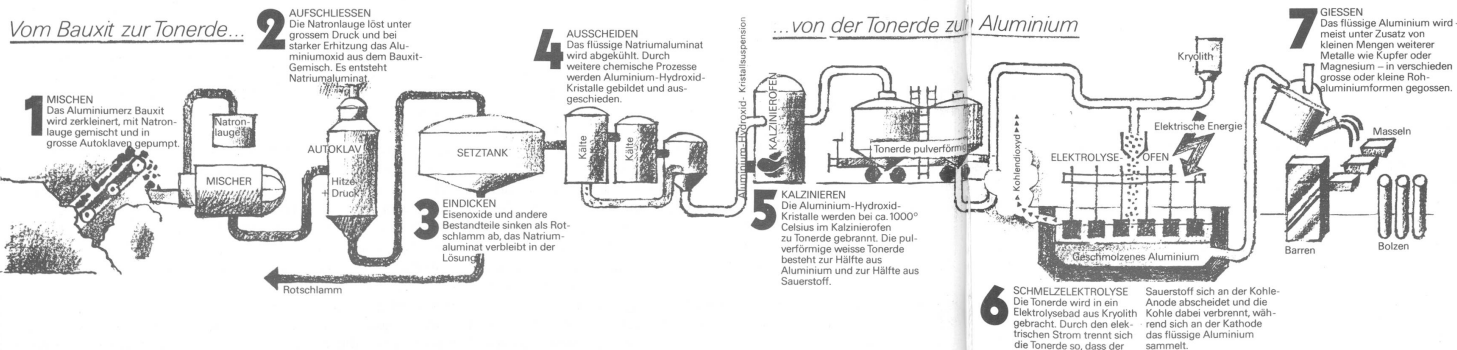 Vom Bauxit zur Tonerde...
1
MISCHEN
Das Aluminiumerz Bauxit
wird zerkleinert, mit Natron-
lauge gemischt und in
grosse Autoklaven gepumpt.
Natron-
lauge
MISCHER
2
AUFSCHLIESSEN
Die Natronlauge löst unter
grossem Druck und bei
starker Erhitzung das Alu-
miniumoxid aus dem Bauxit-
Gemisch. Es entsteht
Natriumaluminat.
AUTOKLAV
Hitze
+
Druck
3
EINDICKEN
Eisenoxide und andere
Bestandteile sinken als Rot-
schlamm ab, das Natrium-
aluminat verbleibt in der
Lösung.
SETZTANK
Rotschlamm
4
AUSSCHEIDEN
Das flüssige Natriumaluminat
wird abgekühlt. Durch
weitere chemische Prozesse
werden Aluminium-Hydroxid-
Kristalle gebildet und aus-
geschieden.
Kälte
Kälte
Aluminium-Hydroxid- Kristallsuspension
...von der Tonerde zum Aluminium
KALZINIEROFEN
5
KALZINIEREN
Die Aluminium-Hydroxid-
Kristalle werden bei ca. 1000°
Celsius im Kalzinierofen
zu Tonerde gebrannt. Die pul-
verförmige weisse Tonerde
besteht zur Hälfte aus
Aluminium und zur Hälfte aus
Sauerstoff.
Tonerde pulverförmig
Kohlendioxyd
Kryolith
Elektrische Energie
ELEKTROLYSE- OFEN
Geschmolzenes Aluminium
6
SCHMELZELEKTROLYSE
Die Tonerde wird in ein
Elektrolysebad aus Kryolith
gebracht. Durch den elek-
trischen Strom trennt sich
die Tonerde so, dass der
Sauerstoff sich an der Kohle-
Anode abscheidet und die
Kohle dabei verbrennt, wäh-
rend sich an der Kathode
das flüssige Aluminium
sammelt.
7
GIESSEN
Das flüssige Aluminium wird -
meist unter Zusatz von
kleinen Mengen weiterer
Metalle wie Kupfer oder
Magnesium – in verschieden
grosse oder kleine Roh-
aluminiumformen gegossen.
Masseln
Barren
Bolzen